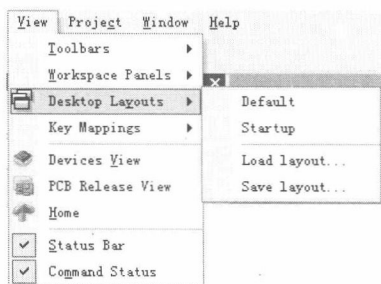 View Project Window Help
Toolbars
Workspace Panels
Desktop Layouts
Key Mappings
Devices View
PCB Release View
Home
Status Bar
Command Status
Default
Startup
Load layout...
Save layout...